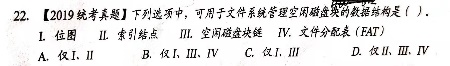 22. 【2019统考真题】下列选项中，可用于文件系统管理空闲磁盘块的数据结构是（ ）.
I. 位图 II. 索引结点 III. 空闲磁盘块链 IV. 文件分配表（FAT）
A. 仅I、II B. 仅I、III、IV C. 仅I、III D. 仅II、III、IV